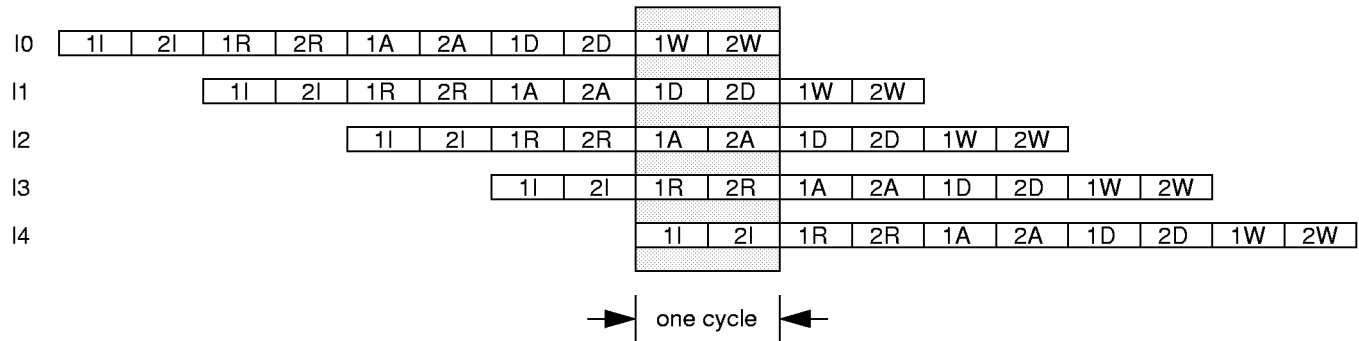 I0 1I 2I 1R 2R 1A 2A 1D 2D 1W 2W
I1 1I 2I 1R 2R 1A 2A 1D 2D 1W 2W
I2 1I 2I 1R 2R 1A 2A 1D 2D 1W 2W
I3 1I 2I 1R 2R 1A 2A 1D 2D 1W 2W
I4 1I 2I 1R 2R 1A 2A 1D 2D 1W 2W
one cycle